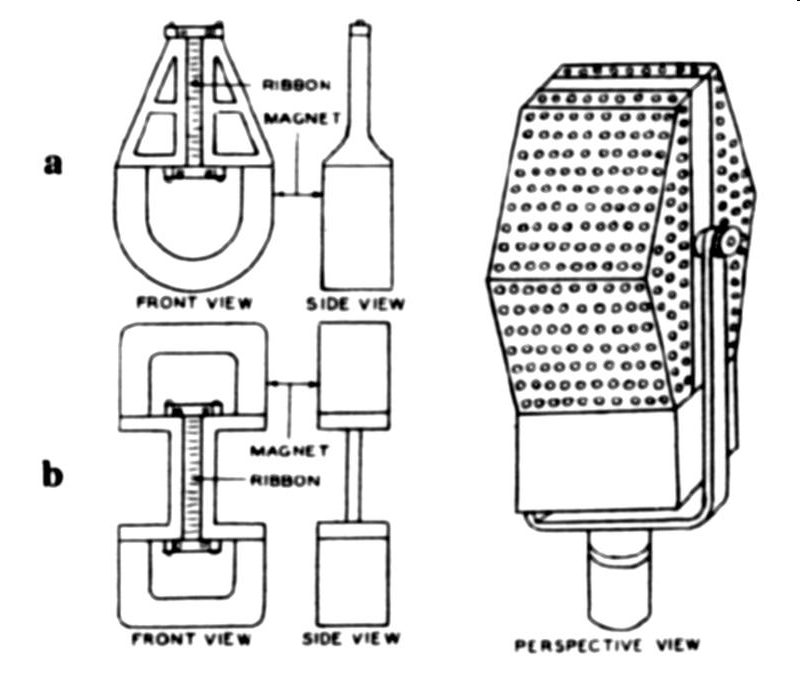 RIBBON
MAGNET
a
FRONT VIEW
SIDE VIEW
MAGNET
RIBBON
b
FRONT VIEW
SIDE VIEW
PERSPECTIVE VIEW